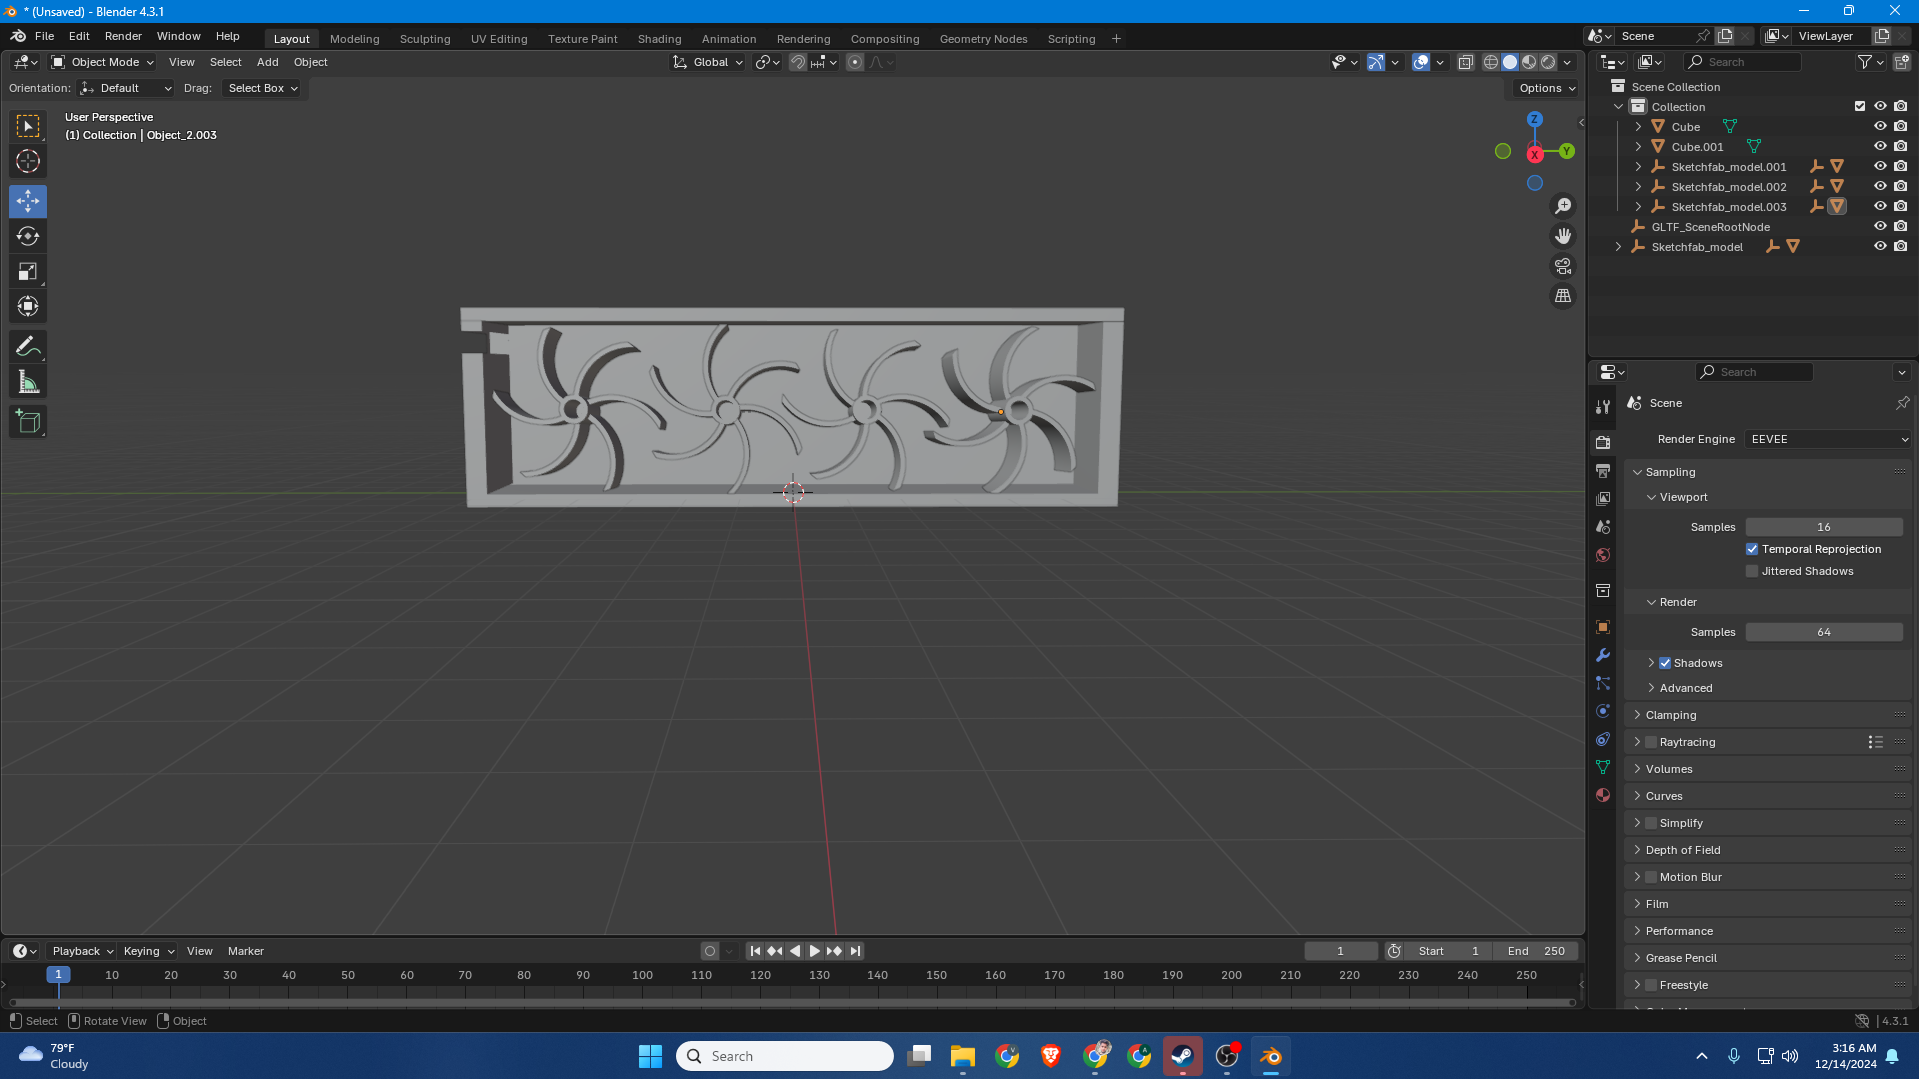 * (Unsaved) - Blender 4.3.1
File Edit Render Window Help
Layout Modeling Sculpting UV Editing Texture Paint Shading Animation Rendering Compositing Geometry Nodes Scripting +
Scene
ViewLayer
Object Mode View Select Add Object
Global
Orientation: Default Drag: Select Box
Options
User Perspective
(1) Collection | Object_2.003
Z
Y
X
Search
Scene Collection
Collection
Cube
Cube.001
Sketchfab_model.001
Sketchfab_model.002
Sketchfab_model.003
GLTF_SceneRootNode
Sketchfab_model
Search
Scene
Render Engine EEVEE
Sampling
Viewport
Samples 16
Temporal Reprojection
Jittered Shadows
Render
Samples 64
Shadows
Advanced
Clamping
Raytracing
Volumes
Curves
Simplify
Depth of Field
Motion Blur
Film
Performance
Grease Pencil
Freestyle
Playback Keying View Marker
1 Start 1 End 250
1 10 20 30 40 50 60 70 80 90 100 110 120 130 140 150 160 170 180 190 200 210 220 230 240 250
Select Rotate View Object
4.3.1
79°F
Cloudy
Search
3:16 AM
12/14/2024